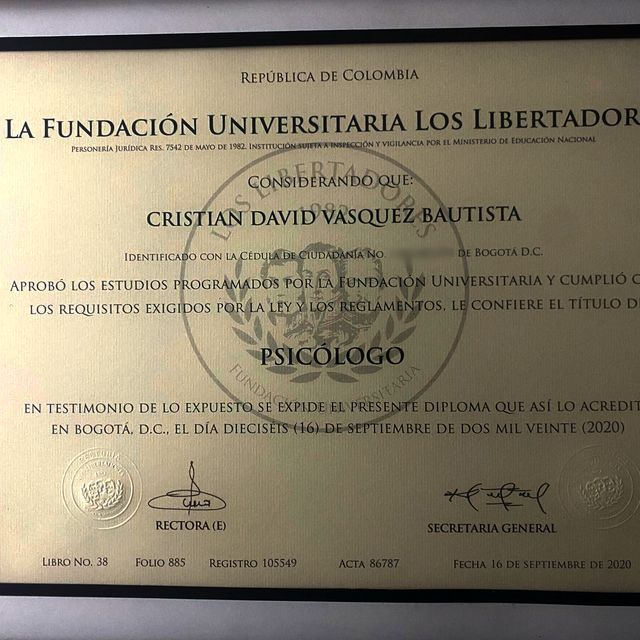 República de Colombia
La Fundación Universitaria Los Libertador
Personería Jurídica Res. 7542 de mayo de 1982. Institución sujeta a inspección y vigilancia por el Ministerio de Educación Nacional
Considerando que:
LOS LIBERTADORES
1982
CRISTIAN DAVID VASQUEZ BAUTISTA
Identificado con la Cédula de Ciudadanía No. de Bogotá D.C.
aprobó los estudios programados por la Fundación Universitaria y cumplió c
los requisitos exigidos por la ley y los reglamentos, le confiere el título d
PSICÓLOGO
FUNDACIÓN UNIVERSITARIA
en testimonio de lo expuesto se expide el presente diploma que así lo acredit
en Bogotá, D.C., el día dieciséis (16) de septiembre de dos mil veinte (2020)
RECTORA (E)
SECRETARIA GENERAL
Libro No. 38 Folio 885 Registro 105549 Acta 86787 Fecha 16 de septiembre de 2020